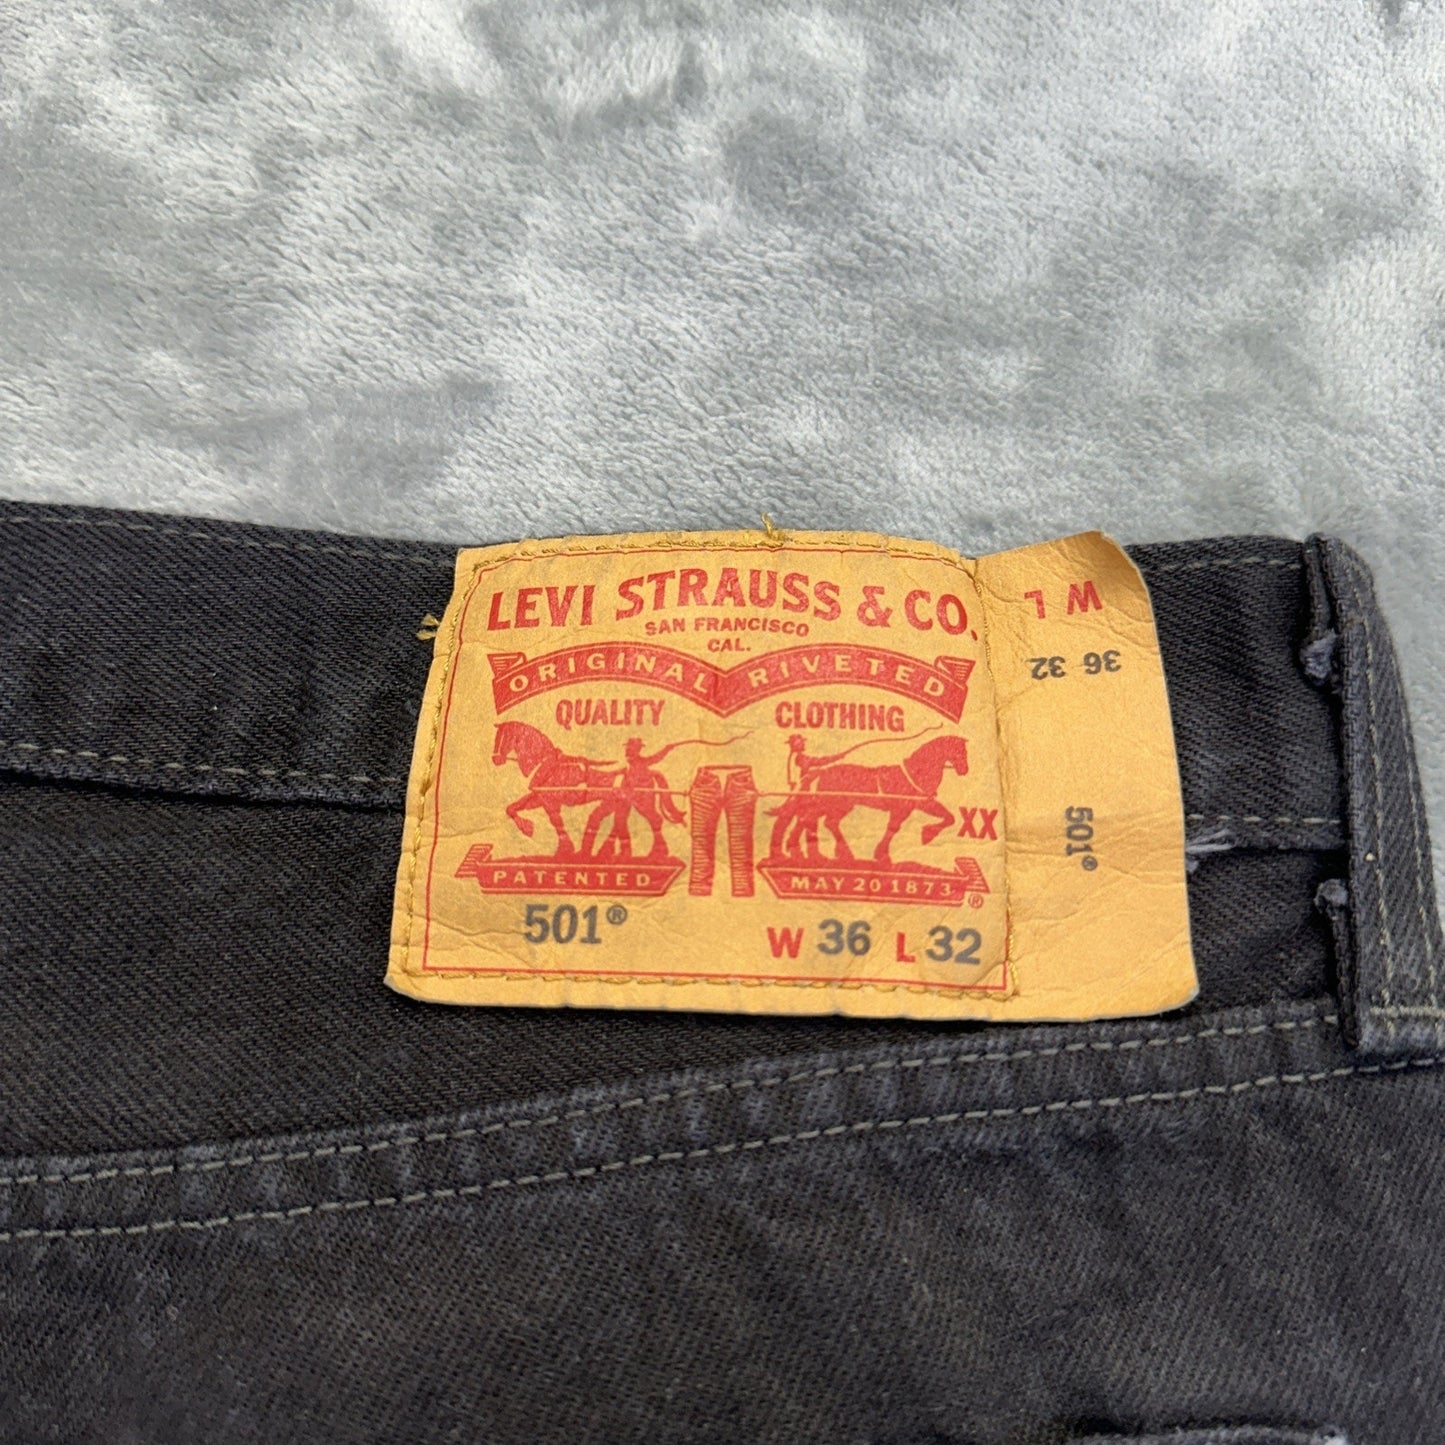 LEVI STRAUSS & CO.
SAN FRANCISCO
CAL.
ORIGINAL RIVETED
QUALITY CLOTHING
XX
PATENTED MAY 20 1873 ®
501® W 36 L 32
W L
36 32
501®